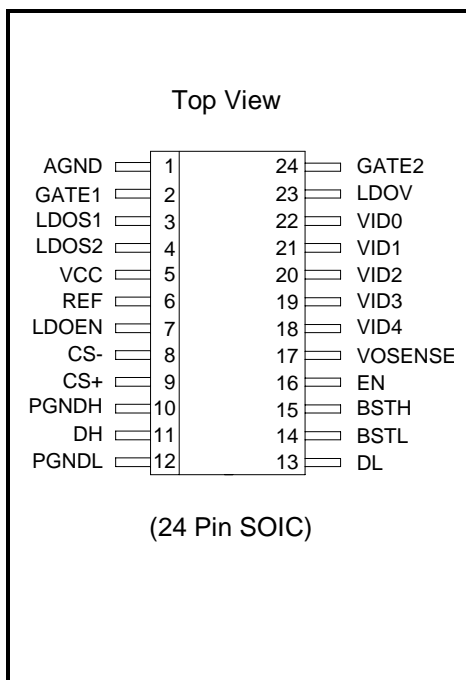 Top View
AGND 1 24 GATE2
GATE1 2 23 LDOV
LDOS1 3 22 VID0
LDOS2 4 21 VID1
VCC 5 20 VID2
REF 6 19 VID3
LDOEN 7 18 VID4
CS- 8 17 VOSENSE
CS+ 9 16 EN
PGNDH 10 15 BSTH
DH 11 14 BSTL
PGNDL 12 13 DL
(24 Pin SOIC)